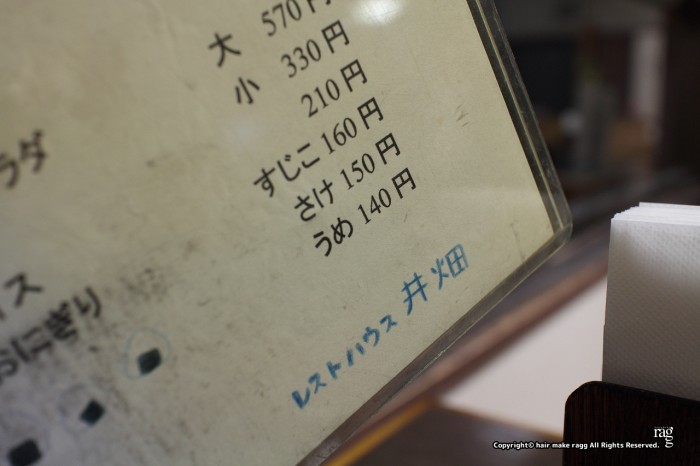 大 570円
小 330円
ラダ
210円
すじこ 160円
さけ 150円
うめ 140円
イス
おにぎり
レストハウス 井畑
rag
Copyright© hair make ragg All Rights Reserved.